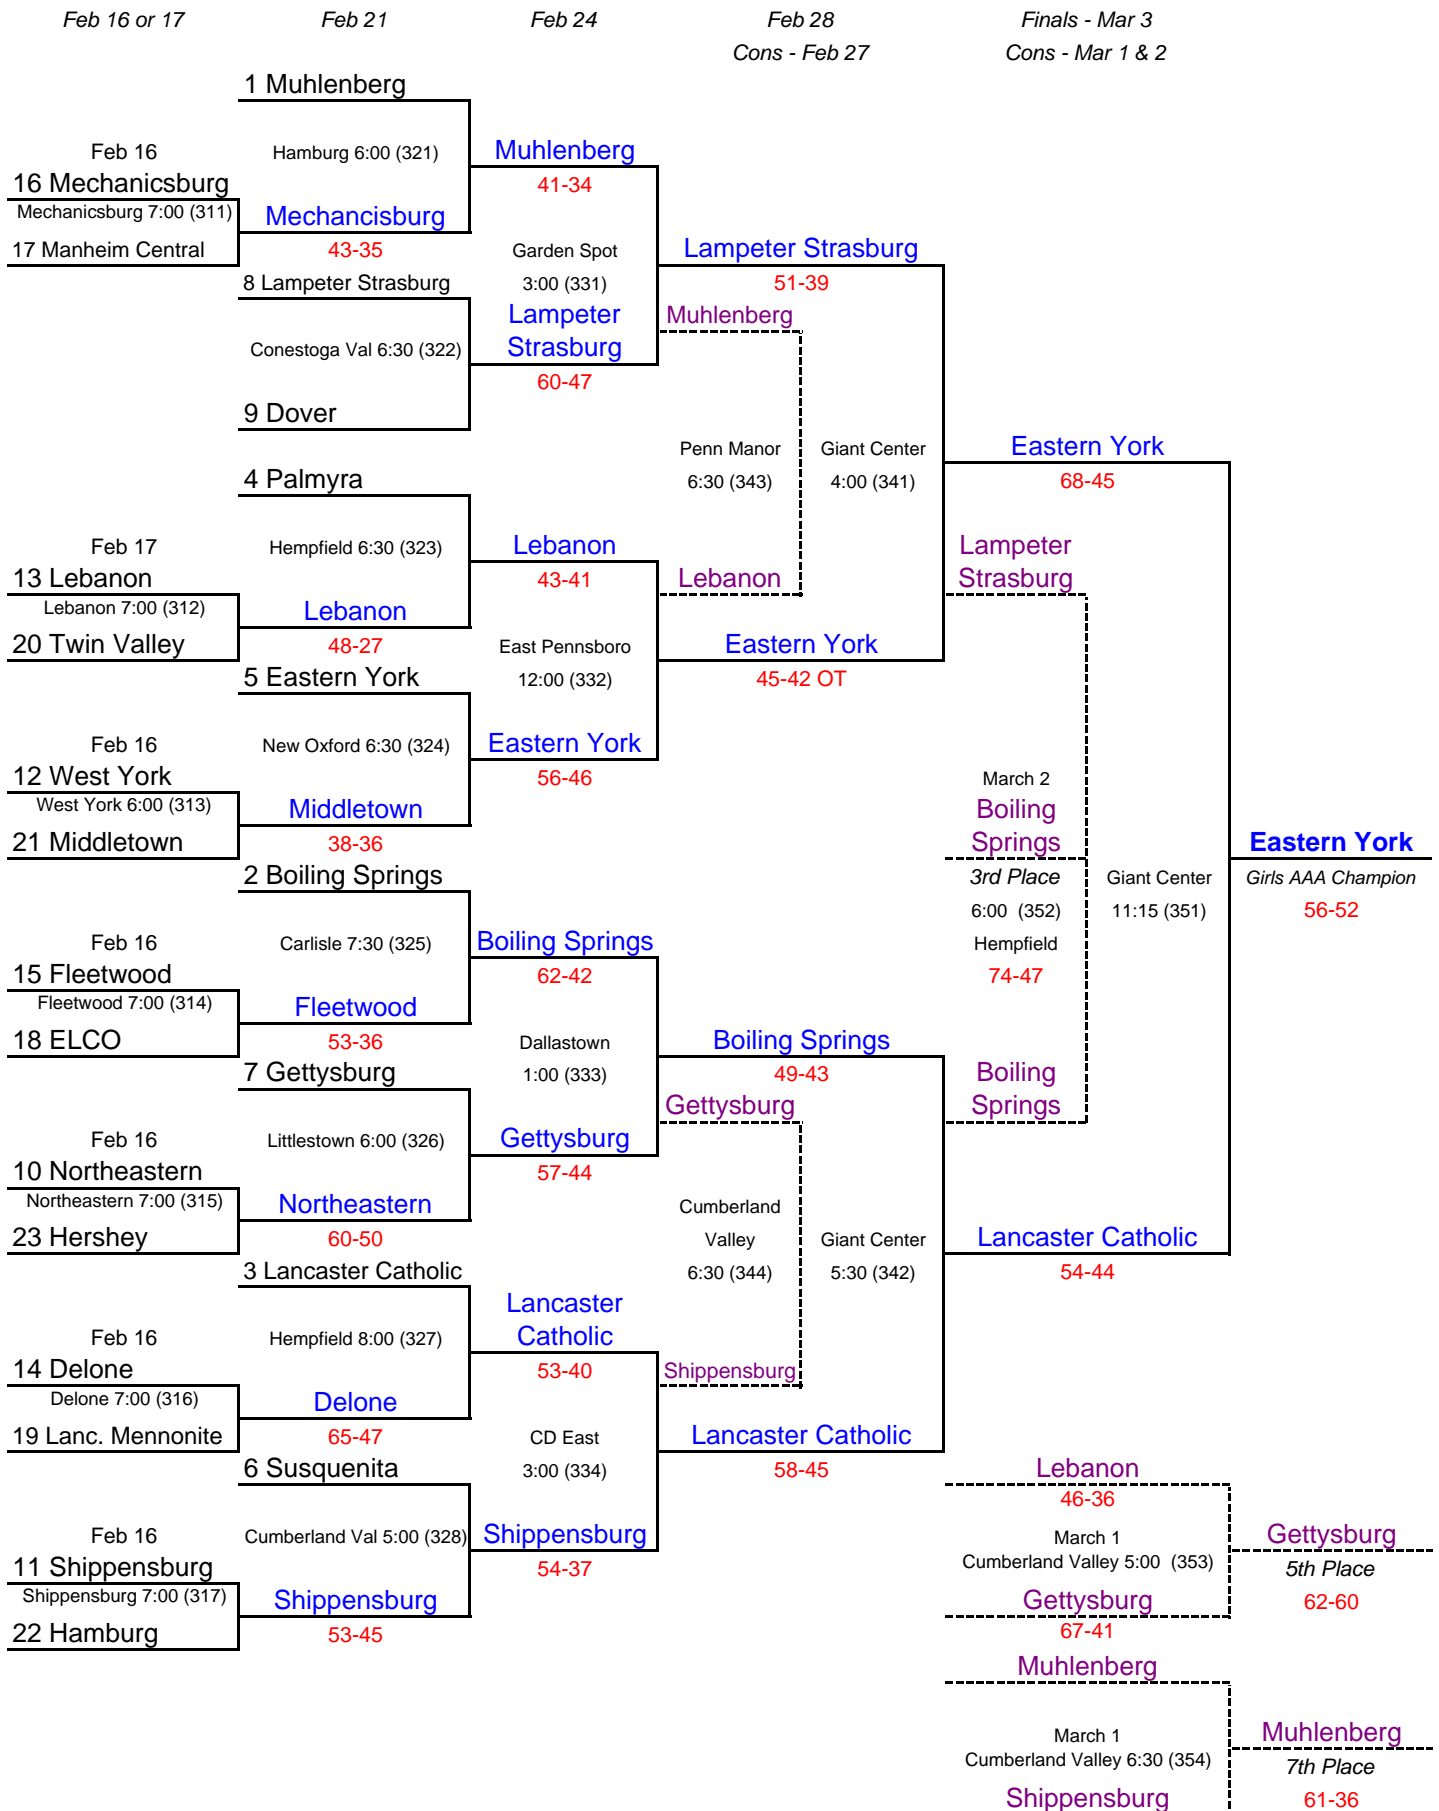 Feb 16 or 17
Feb 21
Feb 24
Feb 28
Finals - Mar 3
Cons - Feb 27
Cons - Mar 1 & 2
1 Muhlenberg
Feb 16
Hamburg 6:00 (321)
Muhlenberg
16 Mechanicsburg
41-34
Mechanicsburg 7:00 (311)
Mechancisburg
17 Manheim Central
43-35
Garden Spot
Lampeter Strasburg
8 Lampeter Strasburg
3:00 (331)
51-39
Lampeter
Muhlenberg
Conestoga Val 6:30 (322)
Strasburg
60-47
9 Dover
Penn Manor
Giant Center
Eastern York
4 Palmyra
6:30 (343)
4:00 (341)
68-45
Feb 17
Hempfield 6:30 (323)
Lebanon
Lampeter
13 Lebanon
43-41
Lebanon
Strasburg
Lebanon 7:00 (312)
Lebanon
20 Twin Valley
48-27
East Pennsboro
Eastern York
5 Eastern York
12:00 (332)
45-42 OT
Feb 16
New Oxford 6:30 (324)
Eastern York
12 West York
56-46
March 2
West York 6:00 (313)
Middletown
Boiling
21 Middletown
38-36
Springs
Eastern York
2 Boiling Springs
3rd Place
Giant Center
Girls AAA Champion
6:00 (352)
11:15 (351)
56-52
Feb 16
Carlisle 7:30 (325)
Boiling Springs
Hempfield
15 Fleetwood
62-42
74-47
Fleetwood 7:00 (314)
Fleetwood
18 ELCO
53-36
Dallastown
Boiling Springs
7 Gettysburg
1:00 (333)
49-43
Boiling
Gettysburg
Springs
Feb 16
Littlestown 6:00 (326)
Gettysburg
10 Northeastern
57-44
Northeastern 7:00 (315)
Northeastern
Cumberland
23 Hershey
60-50
Valley
Giant Center
Lancaster Catholic
3 Lancaster Catholic
6:30 (344)
5:30 (342)
54-44
Lancaster
Feb 16
Hempfield 8:00 (327)
Catholic
14 Delone
53-40
Shippensburg
Delone 7:00 (316)
Delone
19 Lanc. Mennonite
65-47
CD East
Lancaster Catholic
6 Susquenita
3:00 (334)
58-45
Lebanon
46-36
Feb 16
Cumberland Val 5:00 (328)
Shippensburg
March 1
Gettysburg
11 Shippensburg
54-37
Cumberland Valley 5:00 (353)
5th Place
Shippensburg 7:00 (317)
Shippensburg
Gettysburg
62-60
22 Hamburg
53-45
67-41
Muhlenberg
March 1
Muhlenberg
Cumberland Valley 6:30 (354)
7th Place
Shippensburg
61-36